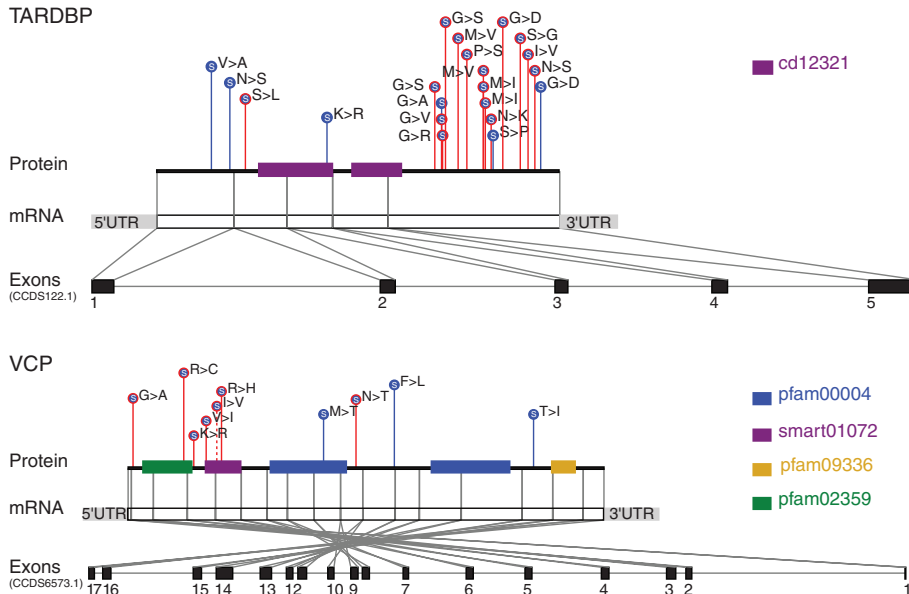 TARDBP
G>S
G>D
M>V
S>G
P>S
I>V
V>A
M>V
N>S
N>S
G>S
M>I
G>D
S>L
G>A
M>I
K>R
G>V
N>K
G>R
S>P
cd12321
Protein
mRNA
5'UTR
3'UTR
Exons
(CCDS122.1)
1
2
3
4
5
VCP
R>C
F>L
G>A
R>H
N>T
I>V
M>T
T>I
V>I
K>R
pfam00004
smart01072
pfam09336
pfam02359
Protein
mRNA
5'UTR
3'UTR
Exons
(CCDS6573.1)
17
16
15
14
13
12
10
9
7
6
5
4
3
2
1
S